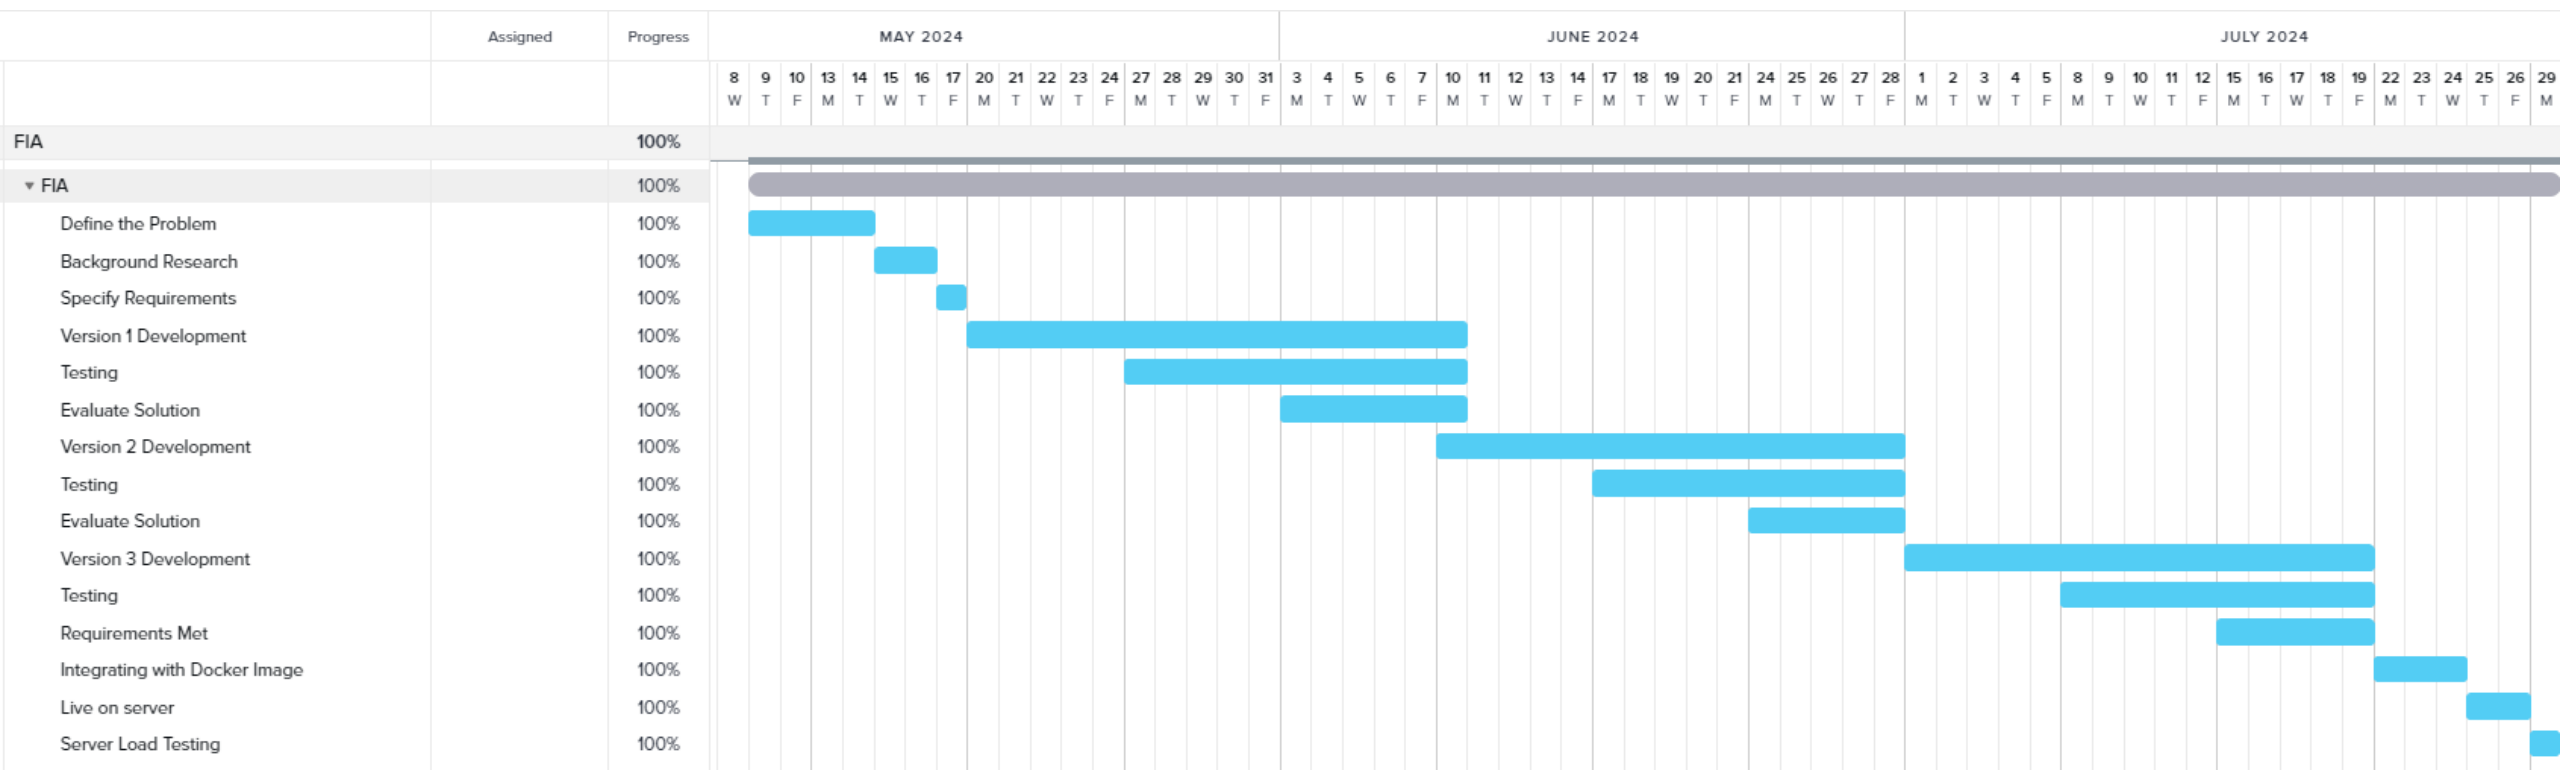 MAY 2024 JUNE 2024 JULY 2024
Assigned Progress
8 9 10 13 14 15 16 17 20 21 22 23 24 27 28 29 30 31 3 4 5 6 7 10 11 12 13 14 17 18 19 20 21 24 25 26 27 28 1 2 3 4 5 8 9 10 11 12 15 16 17 18 19 22 23 24 25 26 29
W T F M T W T F M T W T F M T W T F M T W T F M T W T F M T W T F M T W T F M T W T F M T W T F M T W T F M T W T F M
FIA 100%
FIA 100%
Define the Problem 100%
Background Research 100%
Specify Requirements 100%
Version 1 Development 100%
Testing 100%
Evaluate Solution 100%
Version 2 Development 100%
Testing 100%
Evaluate Solution 100%
Version 3 Development 100%
Testing 100%
Requirements Met 100%
Integrating with Docker Image 100%
Live on server 100%
Server Load Testing 100%